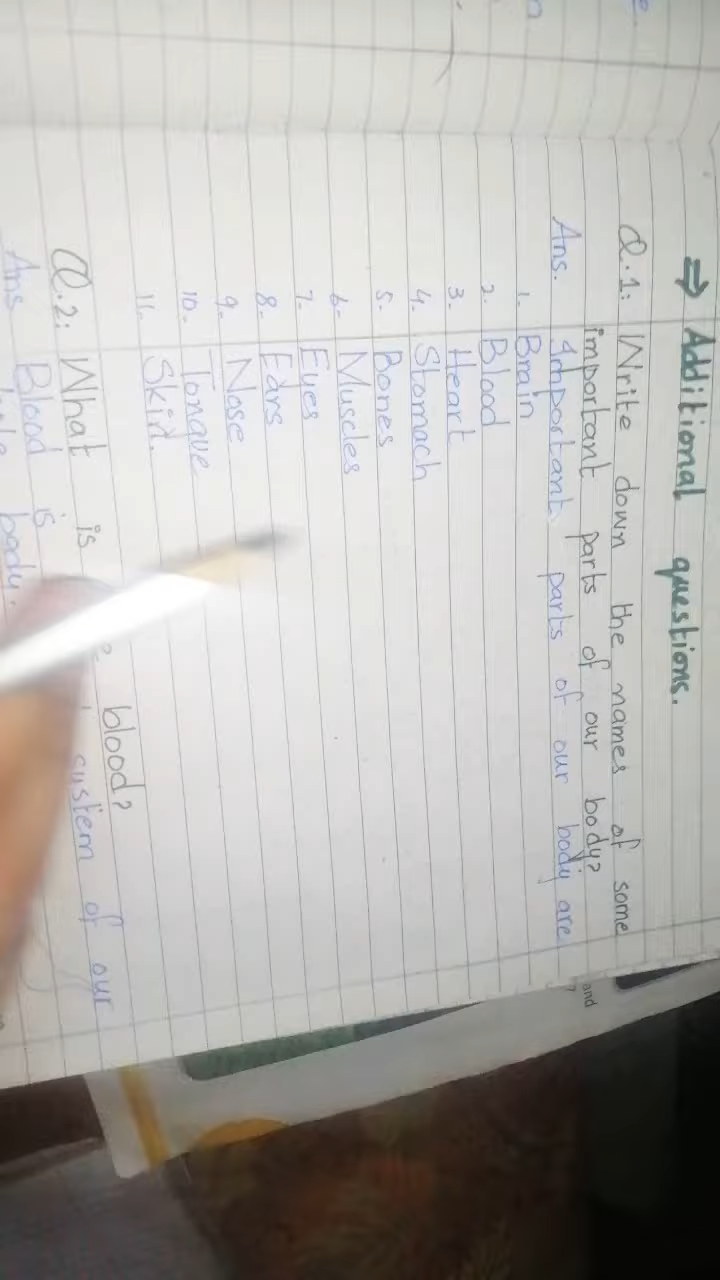 ⇒ Additional questions.
Q.1: Write down the names of some
important parts of our body?
Ans. Important parts of our body are
1. Brain
2. Blood
3. Heart
4. Stomach
5. Bones
6- Muscles
7. Eyes
8. Ears
9. Nose
10. Tongue
11. Skin.
Q.2: What is blood?
Ans Blood is system of our
body.
and